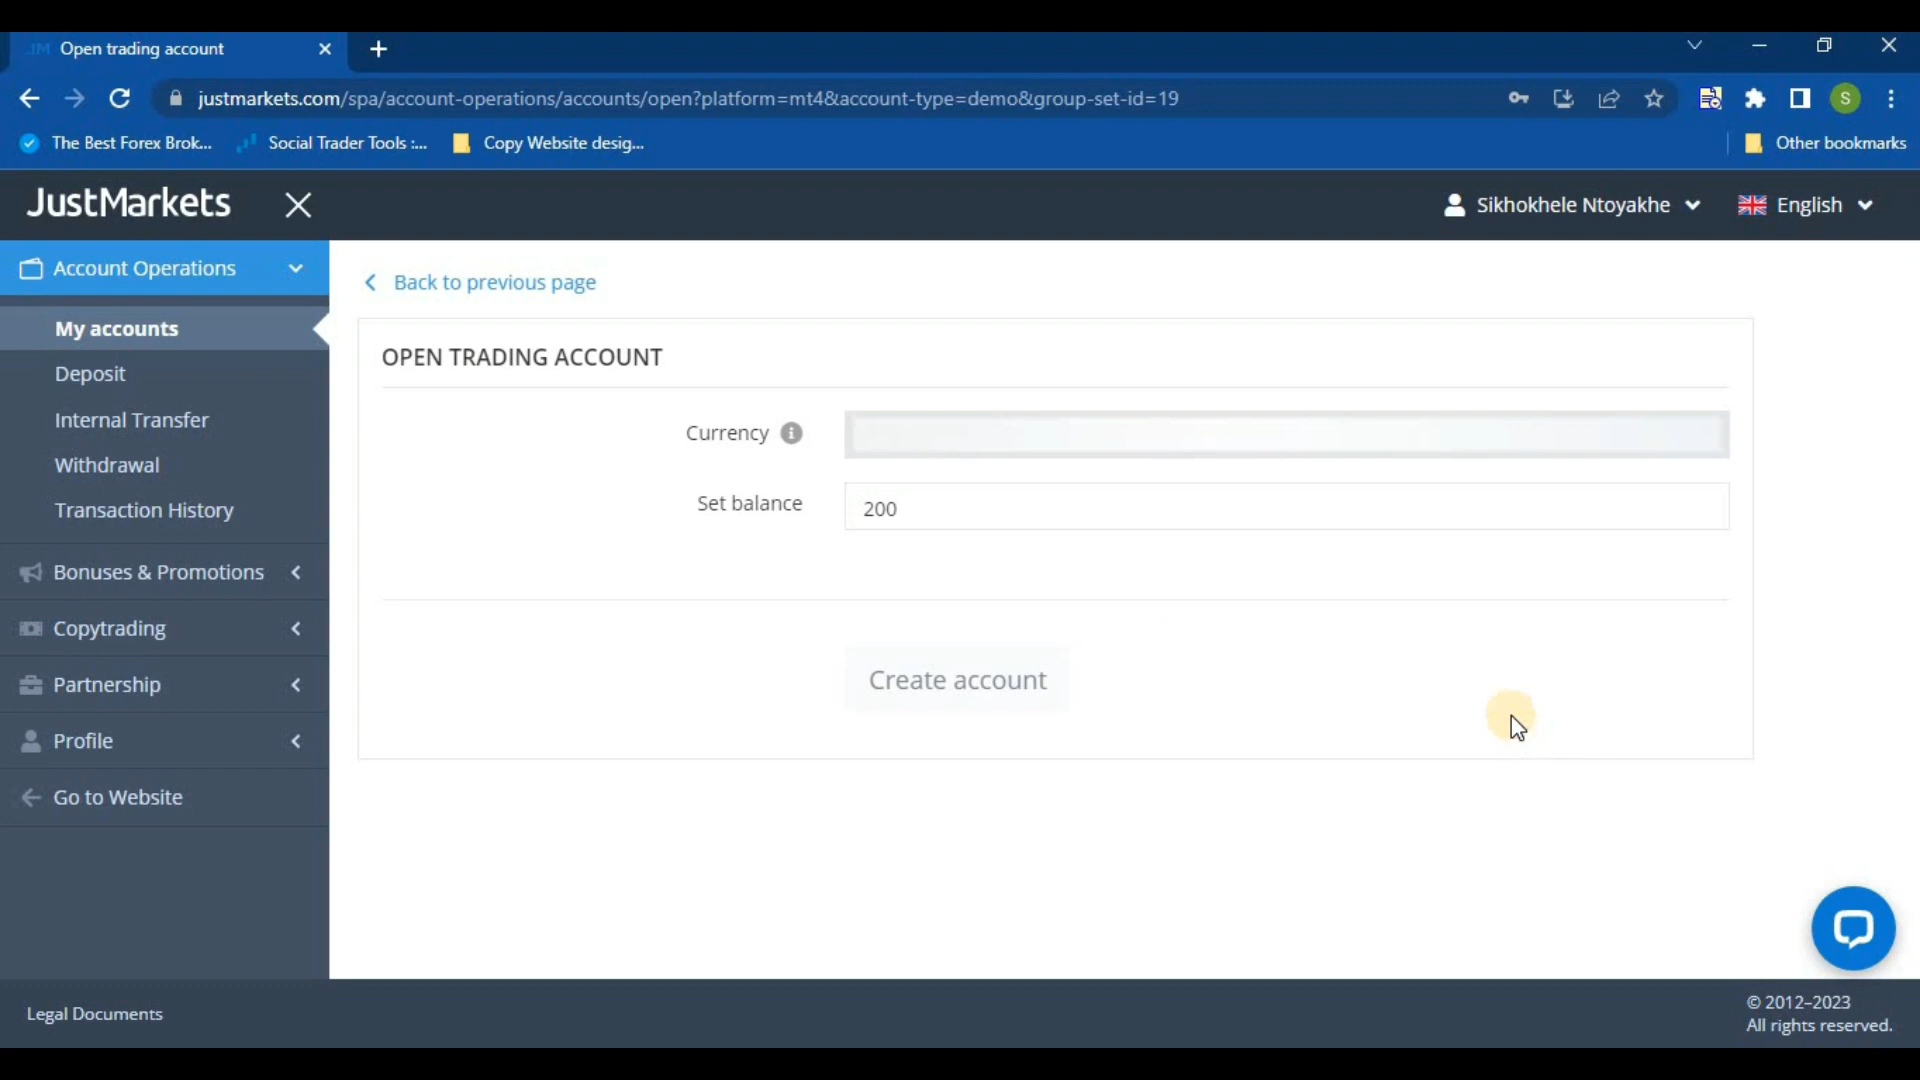 JM Open trading account
justmarkets.com/spa/account-operations/accounts/open?platform=mt4&account-type=demo&group-set-id=19
S
The Best Forex Brok...
Social Trader Tools :...
Copy Website desig...
Other bookmarks
JustMarkets
Sikhokhele Ntoyakhe
English
Account Operations
My accounts
Deposit
Internal Transfer
Withdrawal
Transaction History
Bonuses & Promotions
Copytrading
Partnership
Profile
Go to Website
Back to previous page
OPEN TRADING ACCOUNT
Currency
Set balance
200
Create account
Legal Documents
© 2012–2023
All rights reserved.